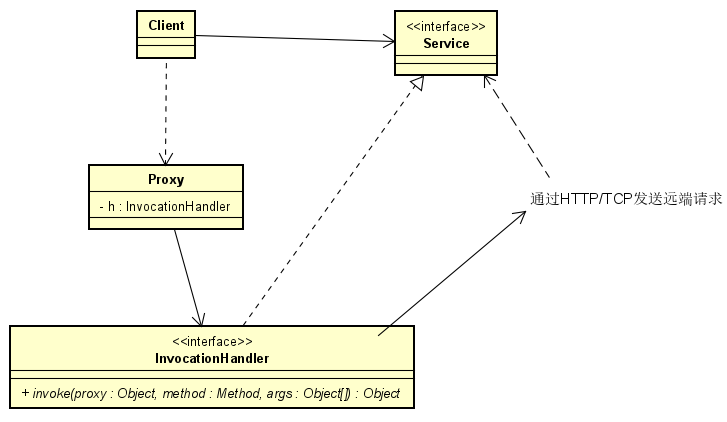 Client
<<interface>>
Service
Proxy
- h : InvocationHandler
通过HTTP/TCP发送远端请求
<<interface>>
InvocationHandler
+ invoke(proxy : Object, method : Method, args : Object[]) : Object